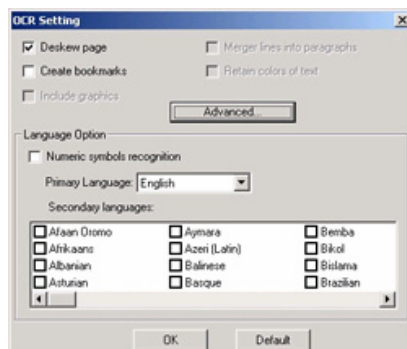 OCR Setting
Deskew page
Merger lines into paragraphs
Create bookmarks
Retain colors of text
Include graphics
Advanced...
Language Option
Numeric symbols recognition
Primary Language: English
Secondary languages:
Afaan Oromo Aymara Bemba
Afrikaans Azeri (Latin) Bikol
Albanian Balinese Bislama
Asturian Basque Brazilian
OK Default